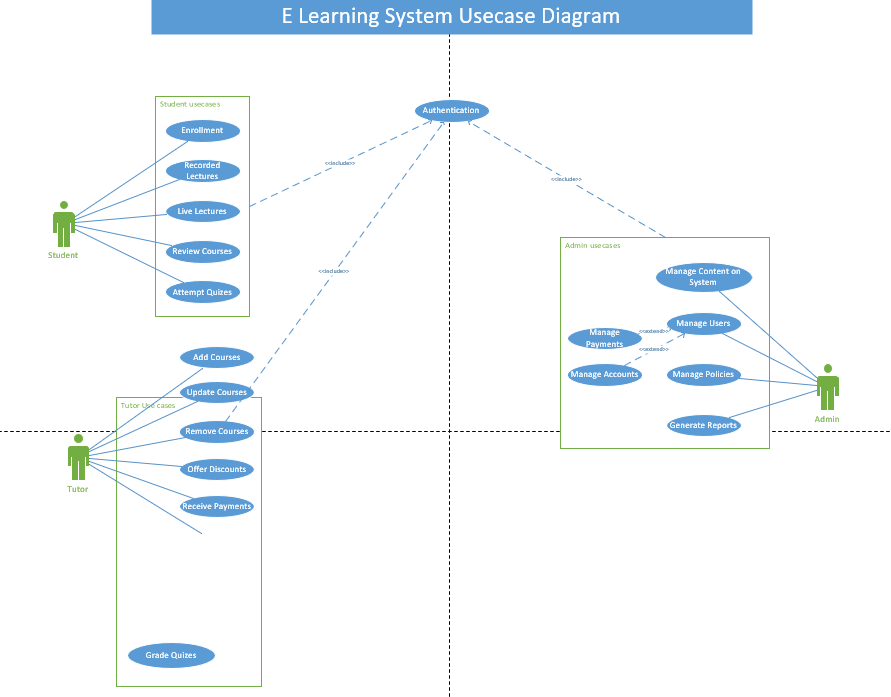 E Learning System Usecase Diagram
Authentication
Student usecases
Enrollment
Recorded
Lectures
Live Lectures
Review Courses
Attempt Quizes
Student
<<include>>
<<include>>
<<include>>
Admin usecases
Manage Content on
System
Manage Users
Manage
Payments
<<extend>>
<<extend>>
Manage Accounts
Manage Policies
Generate Reports
Admin
Add Courses
Update Courses
Tutor Use cases
Remove Courses
Offer Discounts
Receive Payments
Tutor
Grade Quizes